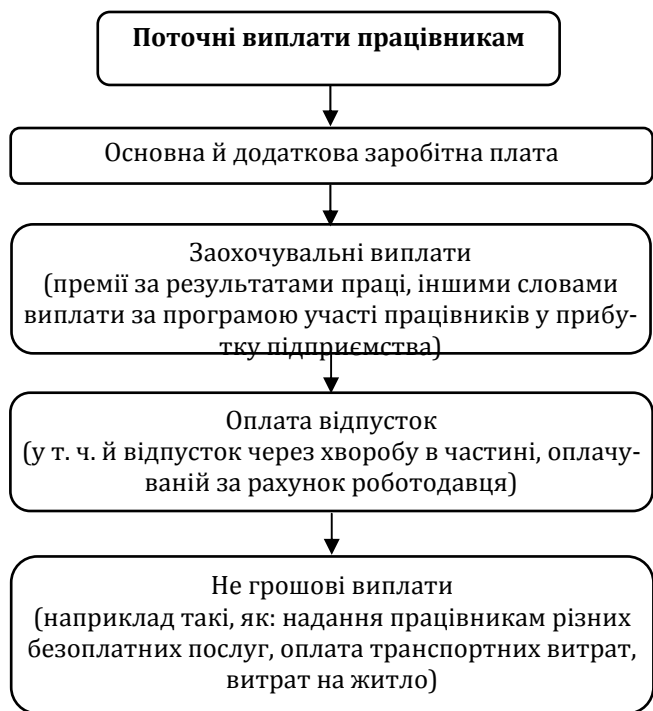 Поточні виплати працівникам
Основна й додаткова заробітна плата
Заохочувальні виплати
(премії за результатами праці, іншими словами
виплати за програмою участі працівників у прибу-
тку підприємства)
Оплата відпусток
(у т. ч. й відпусток через хворобу в частині, оплачу-
ваній за рахунок роботодавця)
Не грошові виплати
(наприклад такі, як: надання працівникам різних
безоплатних послуг, оплата транспортних витрат,
витрат на житло)